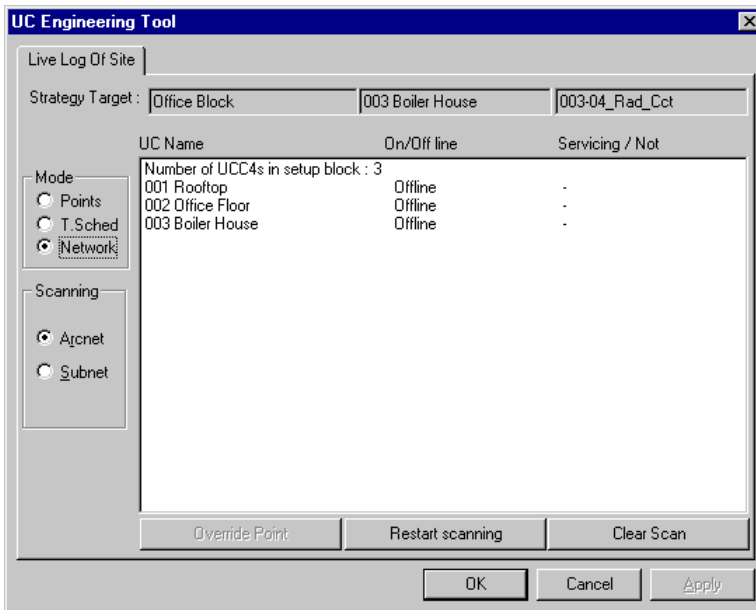 UC Engineering Tool
Live Log Of Site
Strategy Target : Office Block 003 Boiler House 003-04_Rad_Cct
UC Name On/Off line Servicing / Not
Number of UCC4s in setup block : 3
001 Rooftop Offline -
002 Office Floor Offline -
003 Boiler House Offline -
Mode
Points
T.Sched
Network
Scanning
Arcnet
Subnet
Override Point Restart scanning Clear Scan
OK Cancel Apply